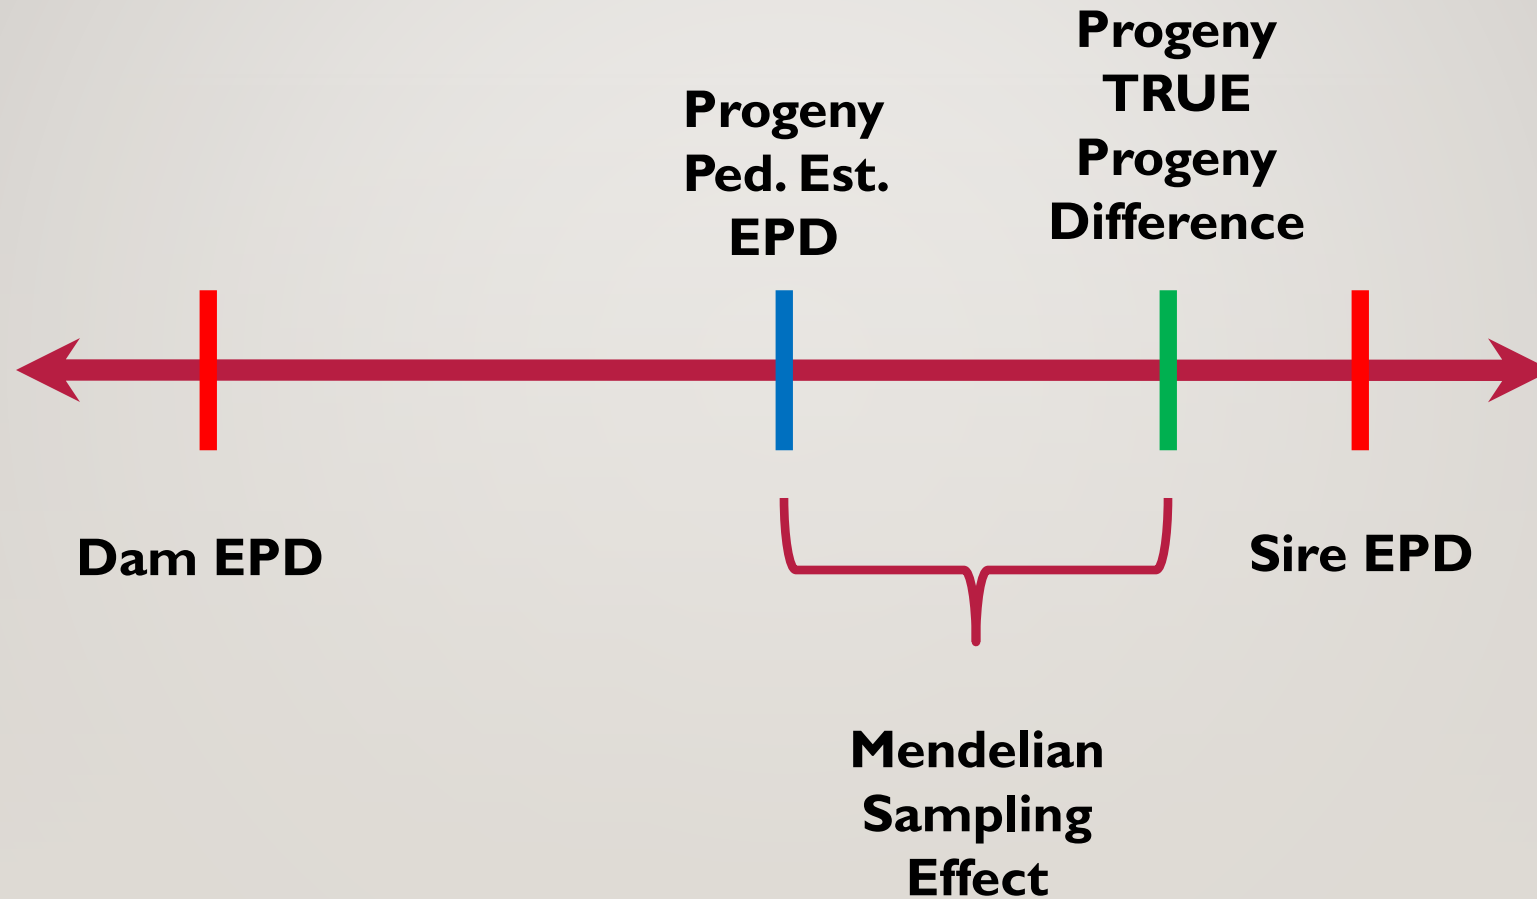 Progeny
Ped. Est.
EPD
Progeny
TRUE
Progeny
Difference
Dam EPD
Sire EPD
Mendelian
Sampling
Effect